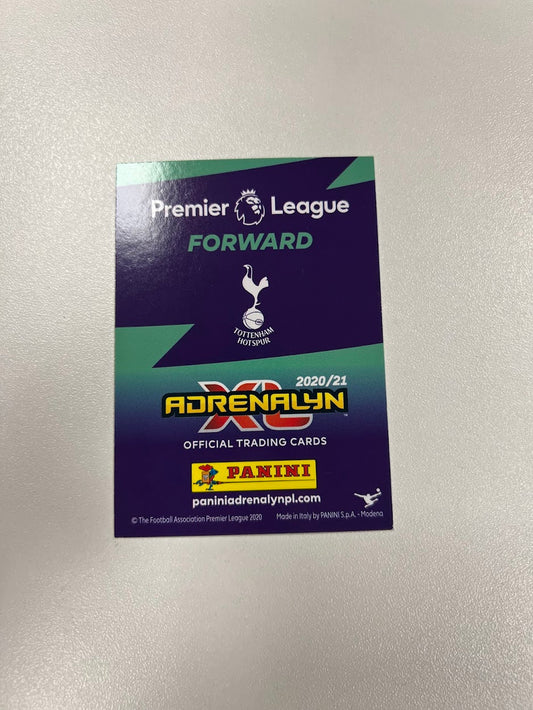 Premier League
FORWARD
TOTTENHAM
HOTSPUR
2020/21
ADRENALYN XL™
OFFICIAL TRADING CARDS
PANINI
paniniadrenalynpl.com
© The Football Association Premier League 2020 Made in Italy by PANINI S.p.A. - Modena